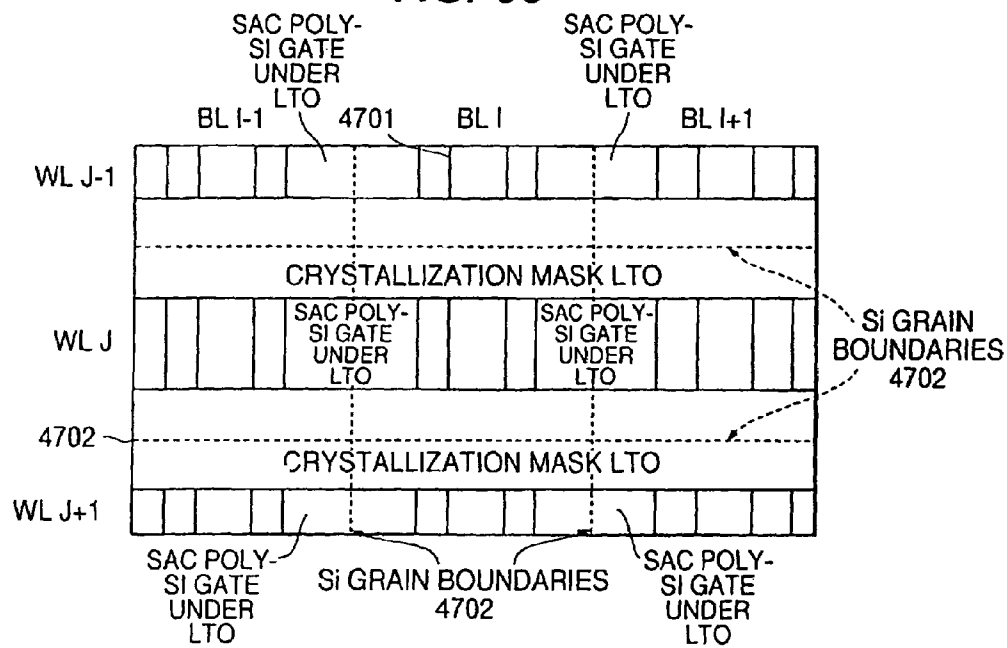 SAC POLY-
SI GATE
UNDER
LTO
SAC POLY-
SI GATE
UNDER
LTO
BL I-1
4701
BL I
BL I+1
WL J-1
CRYSTALLIZATION MASK LTO
WL J
SAC POLY-
SI GATE
UNDER
LTO
SAC POLY-
SI GATE
UNDER
LTO
Si GRAIN
BOUNDARIES
4702
4702
CRYSTALLIZATION MASK LTO
WL J+1
SAC POLY-
SI GATE
UNDER
LTO
Si GRAIN BOUNDARIES
4702
SAC POLY-
SI GATE
UNDER
LTO